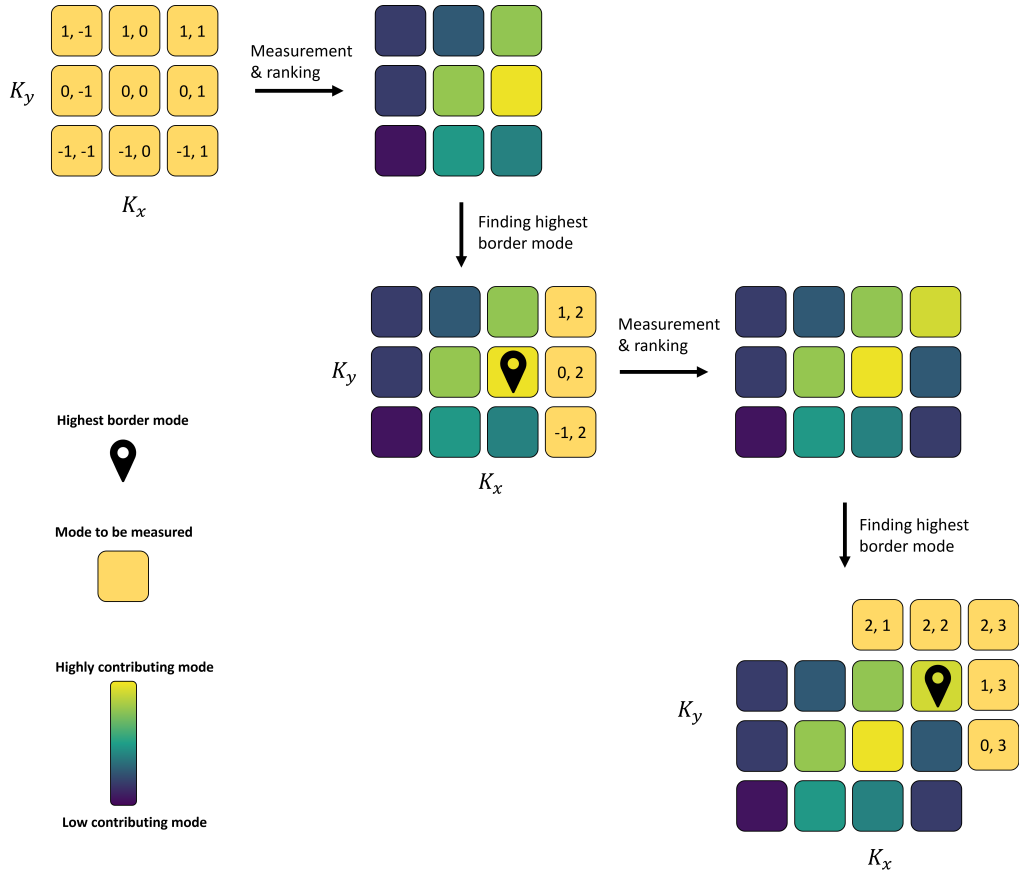 1, -1 1, 0 1, 1
0, -1 0, 0 0, 1
-1, -1 -1, 0 -1, 1
K_y
K_x
Measurement
& ranking
Finding highest
border mode
1, 2
0, 2
-1, 2
K_y
K_x
Measurement
& ranking
Finding highest
border mode
2, 1 2, 2 2, 3
1, 3
0, 3
K_y
K_x
Highest border mode
Mode to be measured
Highly contributing mode
Low contributing mode